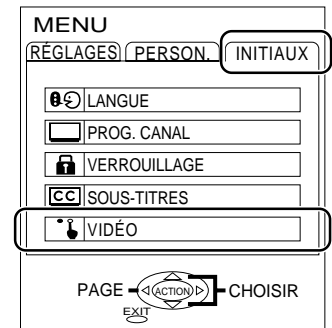 MENU
RÉGLAGES PERSON. INITIAUX
LANGUE
PROG. CANAL
VERROUILLAGE
CC SOUS-TITRES
VIDÉO
PAGE ACTION CHOISIR
EXIT